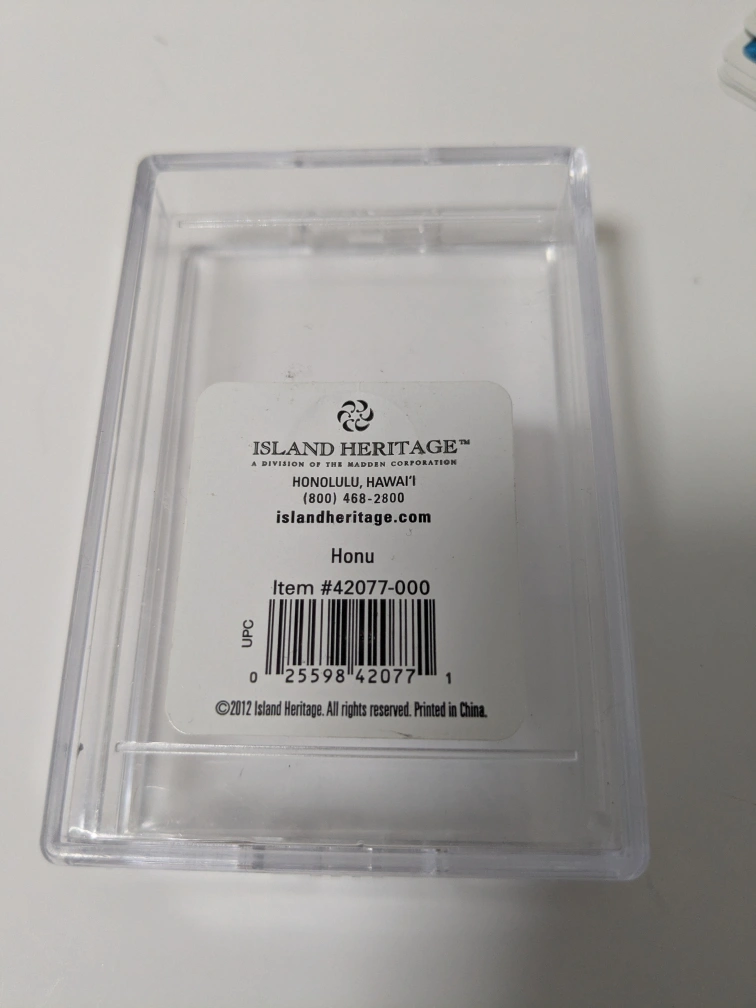 ISLAND HERITAGE™
A DIVISION OF THE MADDEN CORPORATION
HONOLULU, HAWAI'I
(800) 468-2800
islandheritage.com
Honu
Item #42077-000
UPC
0 25598 42077 1
©2012 Island Heritage. All rights reserved. Printed in China.